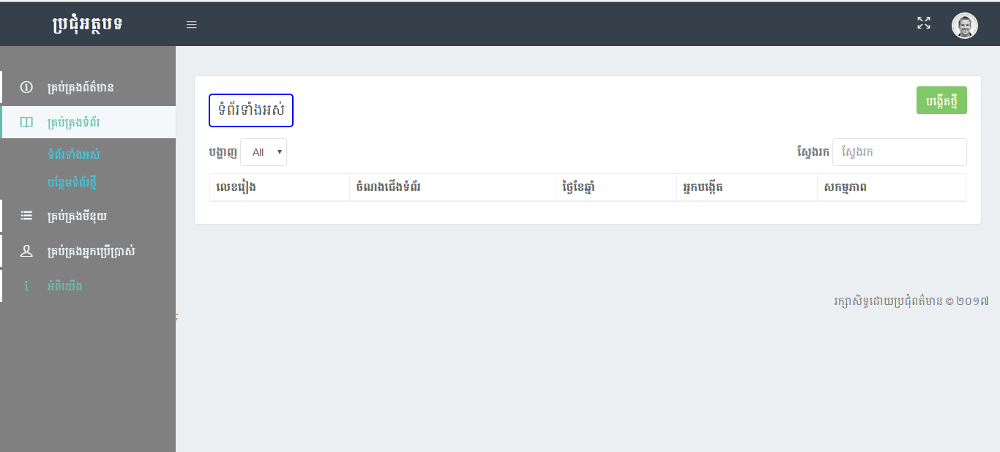 ប្រជុំអត្ថបទ
គ្រប់គ្រងព័ត៌មាន
គ្រប់គ្រងទំព័រ
ទំព័រទាំងអស់
បន្ថែមទំព័រថ្មី
គ្រប់គ្រងមីនុយ
គ្រប់គ្រងអ្នកប្រើប្រាស់
អំពីយើង
ទំព័រទាំងអស់
បង្កើតថ្មី
បង្ហាញ All ស្វែងរក ស្វែងរក
លេខរៀង ចំណងជើងទំព័រ ថ្ងៃខែឆ្នាំ អ្នកបង្កើត សកម្មភាព
រក្សាសិទ្ធដោយប្រជុំពត៌មាន © ២០១៧
;